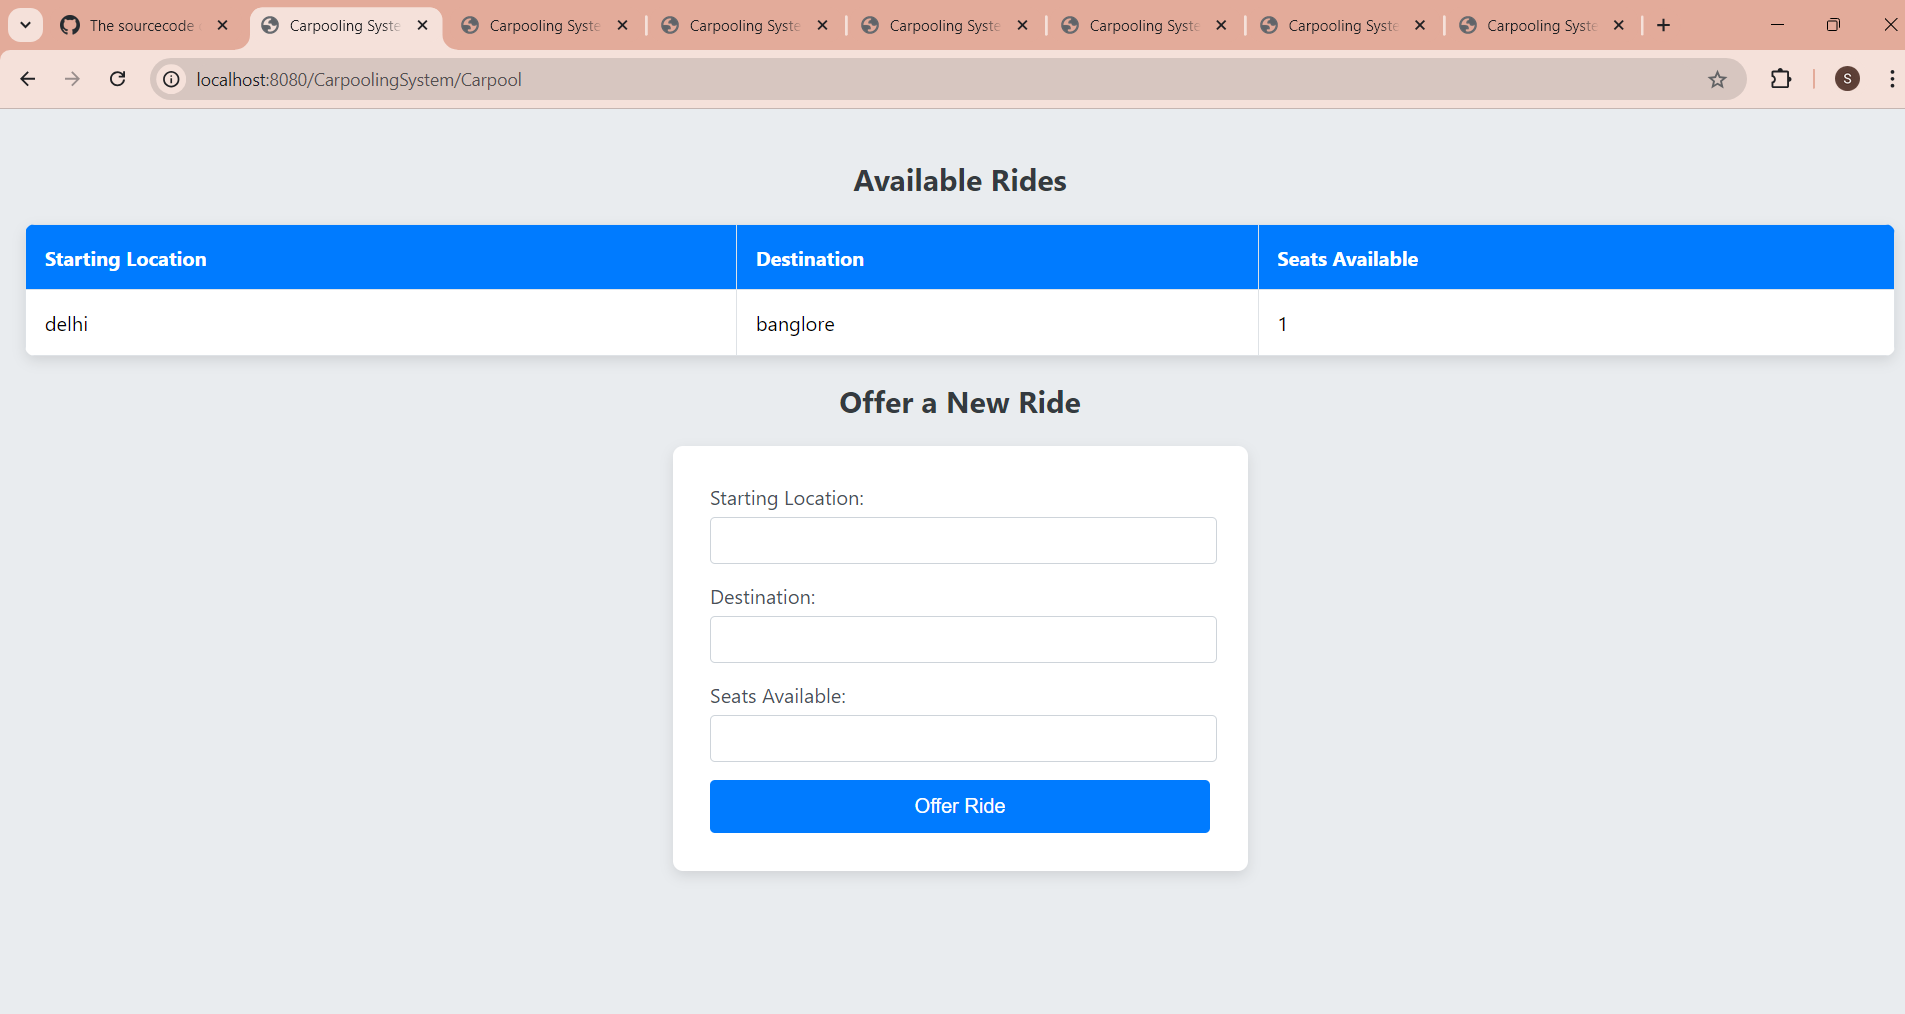 The sourcecode
Carpooling Syste
Carpooling Syste
Carpooling Syste
Carpooling Syste
Carpooling Syste
Carpooling Syste
Carpooling Syste
localhost:8080/CarpoolingSystem/Carpool
S
Available Rides
Starting Location Destination Seats Available
delhi banglore 1
Offer a New Ride
Starting Location:
Destination:
Seats Available:
Offer Ride